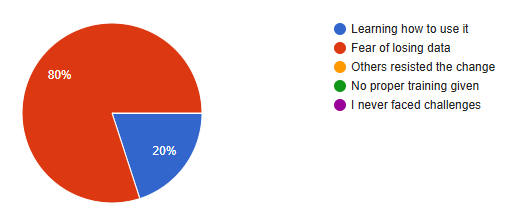 80%
20%
Learning how to use it
Fear of losing data
Others resisted the change
No proper training given
I never faced challenges